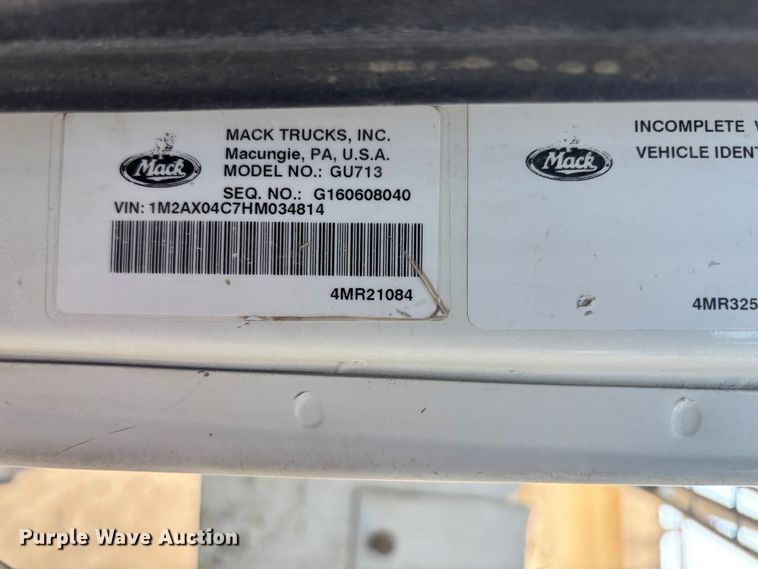 Mack
MACK TRUCKS, INC.
Macungie, PA, U.S.A.
MODEL NO.: GU713
SEQ. NO.: G160608040
VIN: 1M2AX04C7HM034814
4MR21084
Mack
INCOMPLETE V
VEHICLE IDENT
4MR325
Purple Wave Auction